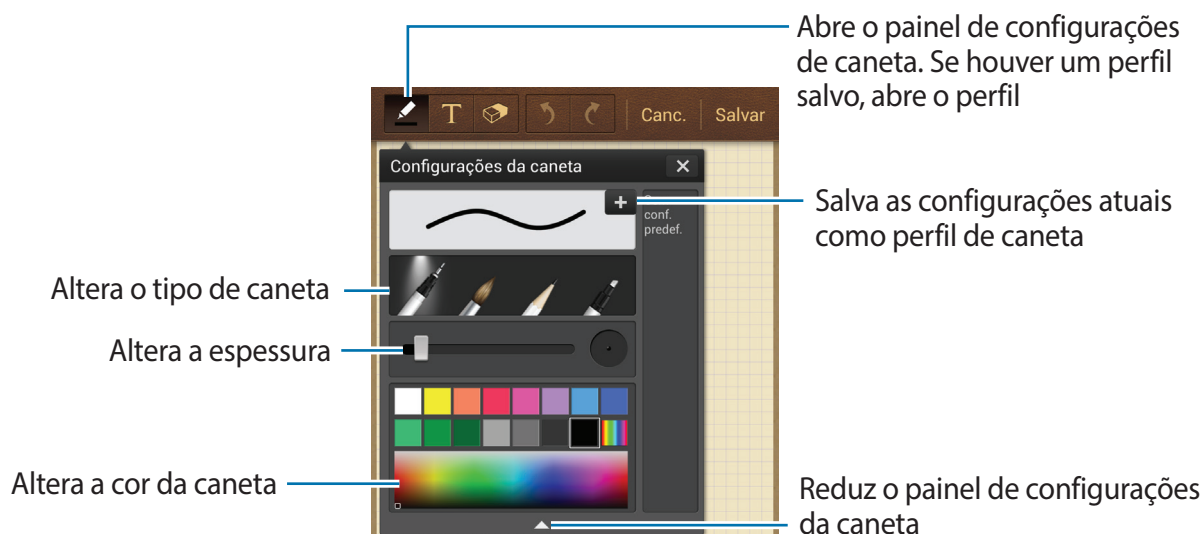 Abre o painel de configurações
de caneta. Se houver um perfil
salvo, abre o perfil
T
Canc.
Salvar
Configurações da caneta
conf.
predef.
Salva as configurações atuais
como perfil de caneta
Altera o tipo de caneta
Altera a espessura
Altera a cor da caneta
Reduz o painel de configurações
da caneta